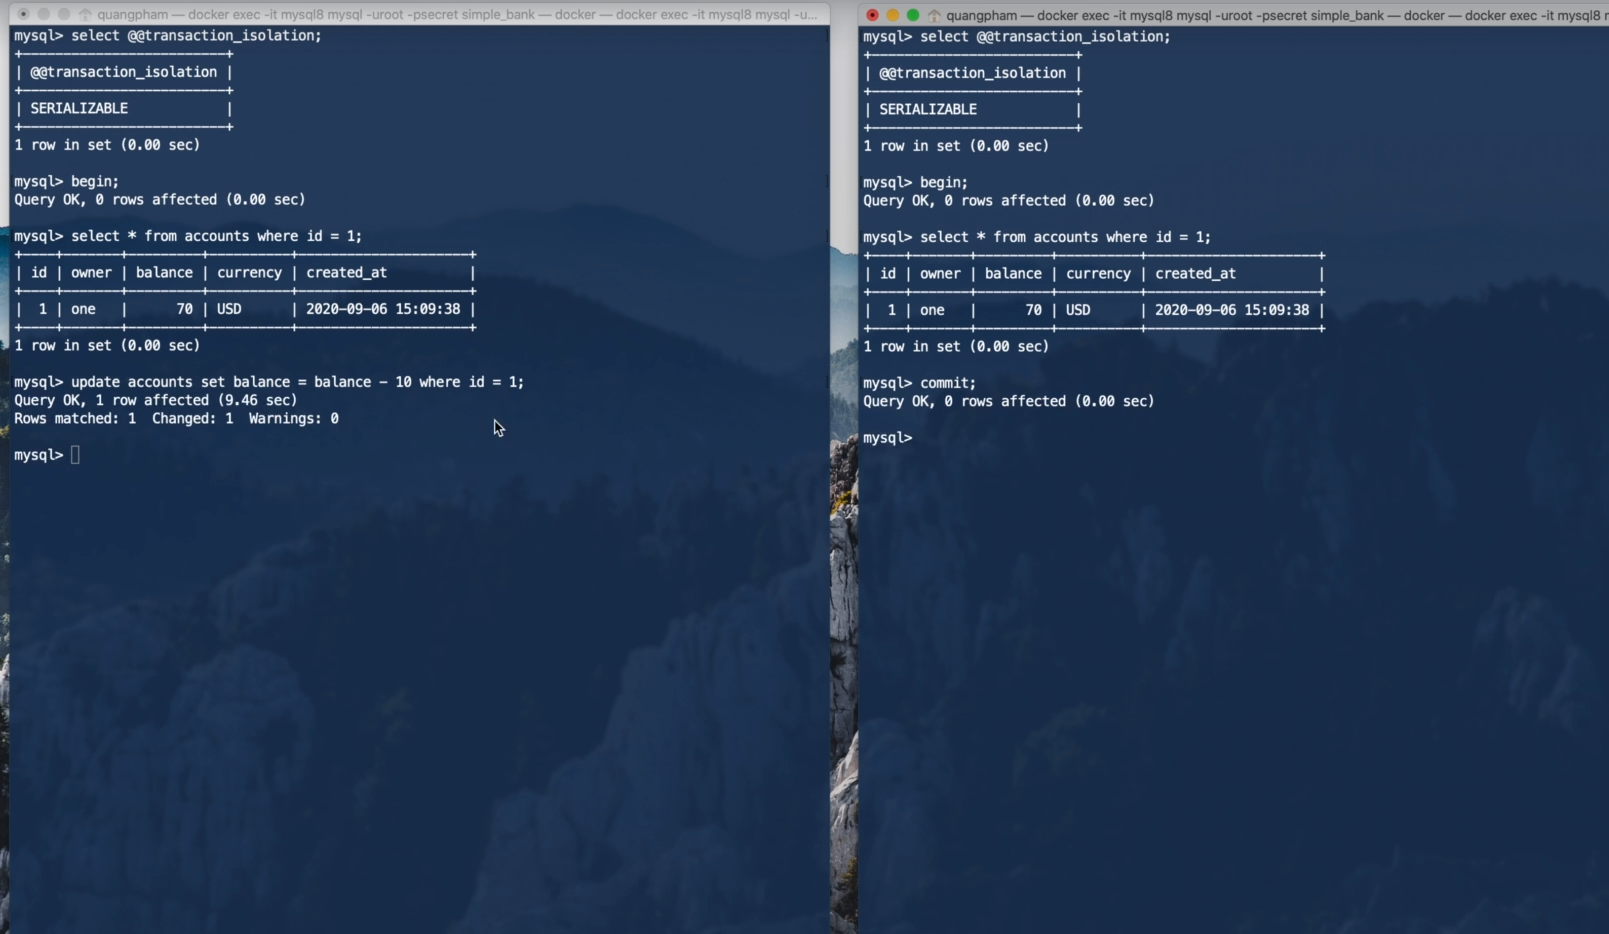 quangpham — docker exec -it mysql8 mysql -uroot -psecret simple_bank — docker — docker exec -it mysql8 mysql -u...
mysql> select @@transaction_isolation;
+-------------------------+
| @@transaction_isolation |
+-------------------------+
| SERIALIZABLE            |
+-------------------------+
1 row in set (0.00 sec)
mysql> begin;
Query OK, 0 rows affected (0.00 sec)
mysql> select * from accounts where id = 1;
+----+-------+---------+----------+---------------------+
| id | owner | balance | currency | created_at          |
+----+-------+---------+----------+---------------------+
|  1 | one   |      70 | USD      | 2020-09-06 15:09:38 |
+----+-------+---------+----------+---------------------+
1 row in set (0.00 sec)
mysql> update accounts set balance = balance - 10 where id = 1;
Query OK, 1 row affected (9.46 sec)
Rows matched: 1  Changed: 1  Warnings: 0
mysql>
quangpham — docker exec -it mysql8 mysql -uroot -psecret simple_bank — docker — docker exec -it mysql8
mysql> select @@transaction_isolation;
+-------------------------+
| @@transaction_isolation |
+-------------------------+
| SERIALIZABLE            |
+-------------------------+
1 row in set (0.00 sec)
mysql> begin;
Query OK, 0 rows affected (0.00 sec)
mysql> select * from accounts where id = 1;
+----+-------+---------+----------+---------------------+
| id | owner | balance | currency | created_at          |
+----+-------+---------+----------+---------------------+
|  1 | one   |      70 | USD      | 2020-09-06 15:09:38 |
+----+-------+---------+----------+---------------------+
1 row in set (0.00 sec)
mysql> commit;
Query OK, 0 rows affected (0.00 sec)
mysql>